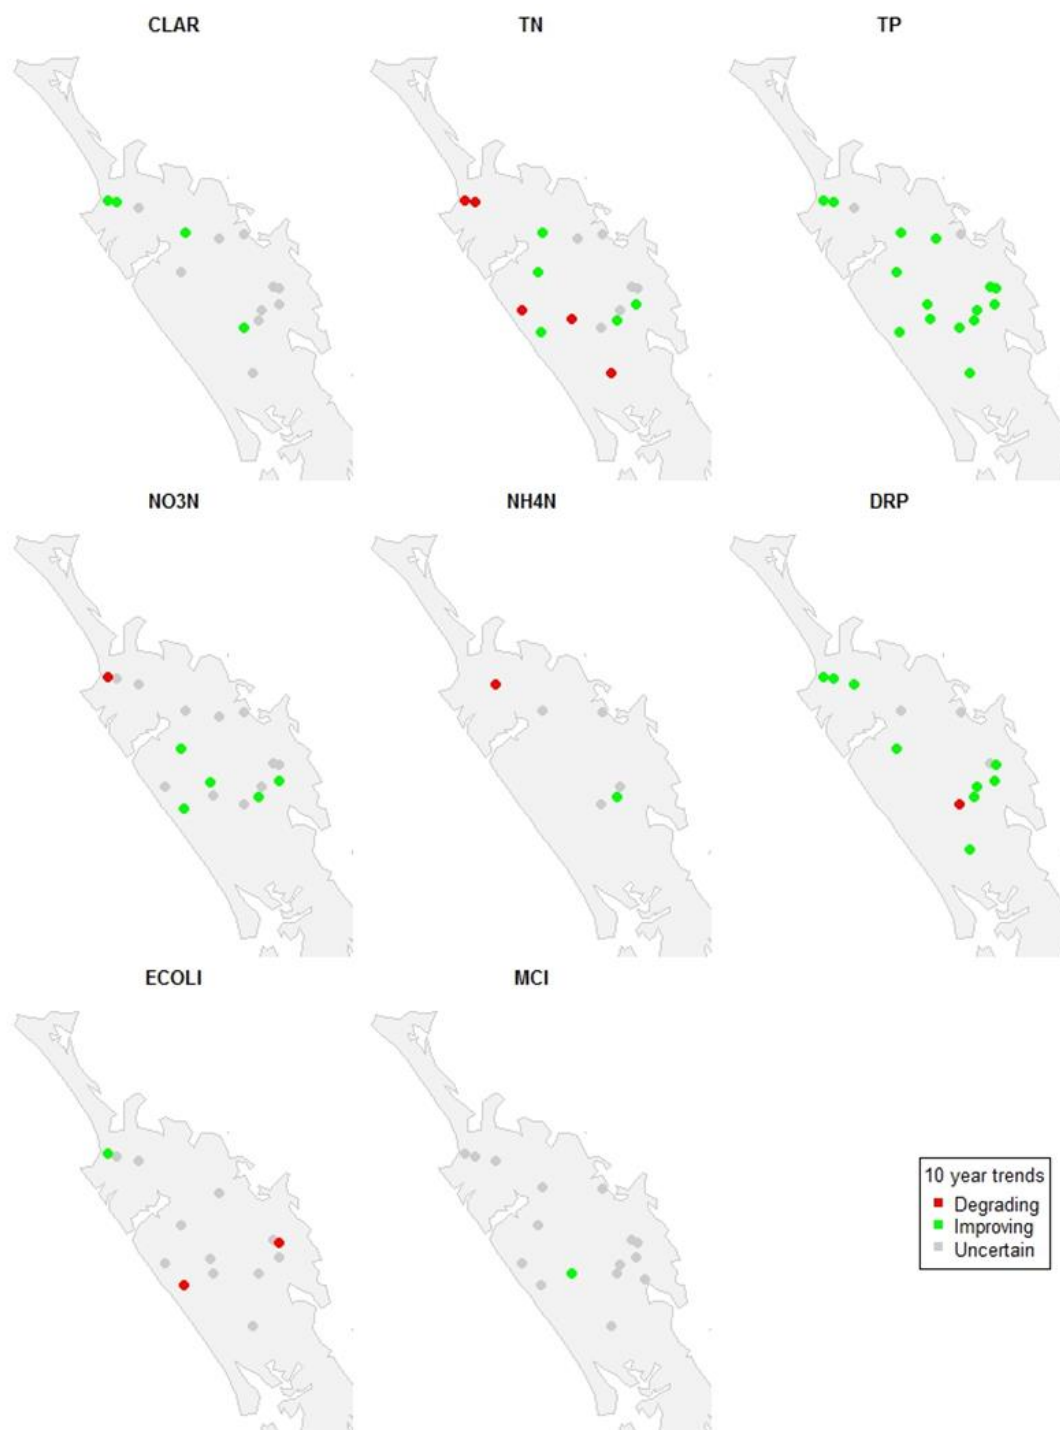 CLAR
TN
TP
NO3N
NH4N
DRP
ECOLI
MCI
10 year trends
Degrading
Improving
Uncertain